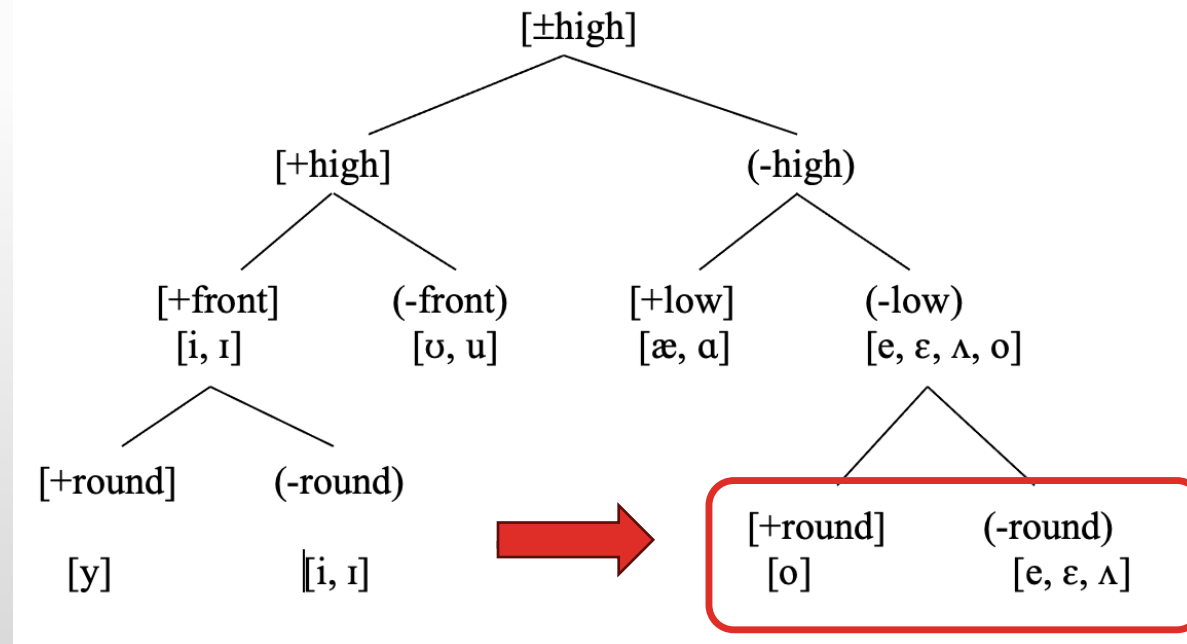 [±high]
[+high] (-high)
[+front] (-front) [+low] (-low)
[i, ɪ] [ʊ, u] [æ, ɑ] [e, ɛ, ʌ, o]
[+round] (-round)
[+round] (-round)
[y] [i, ɪ] [o] [e, ɛ, ʌ]